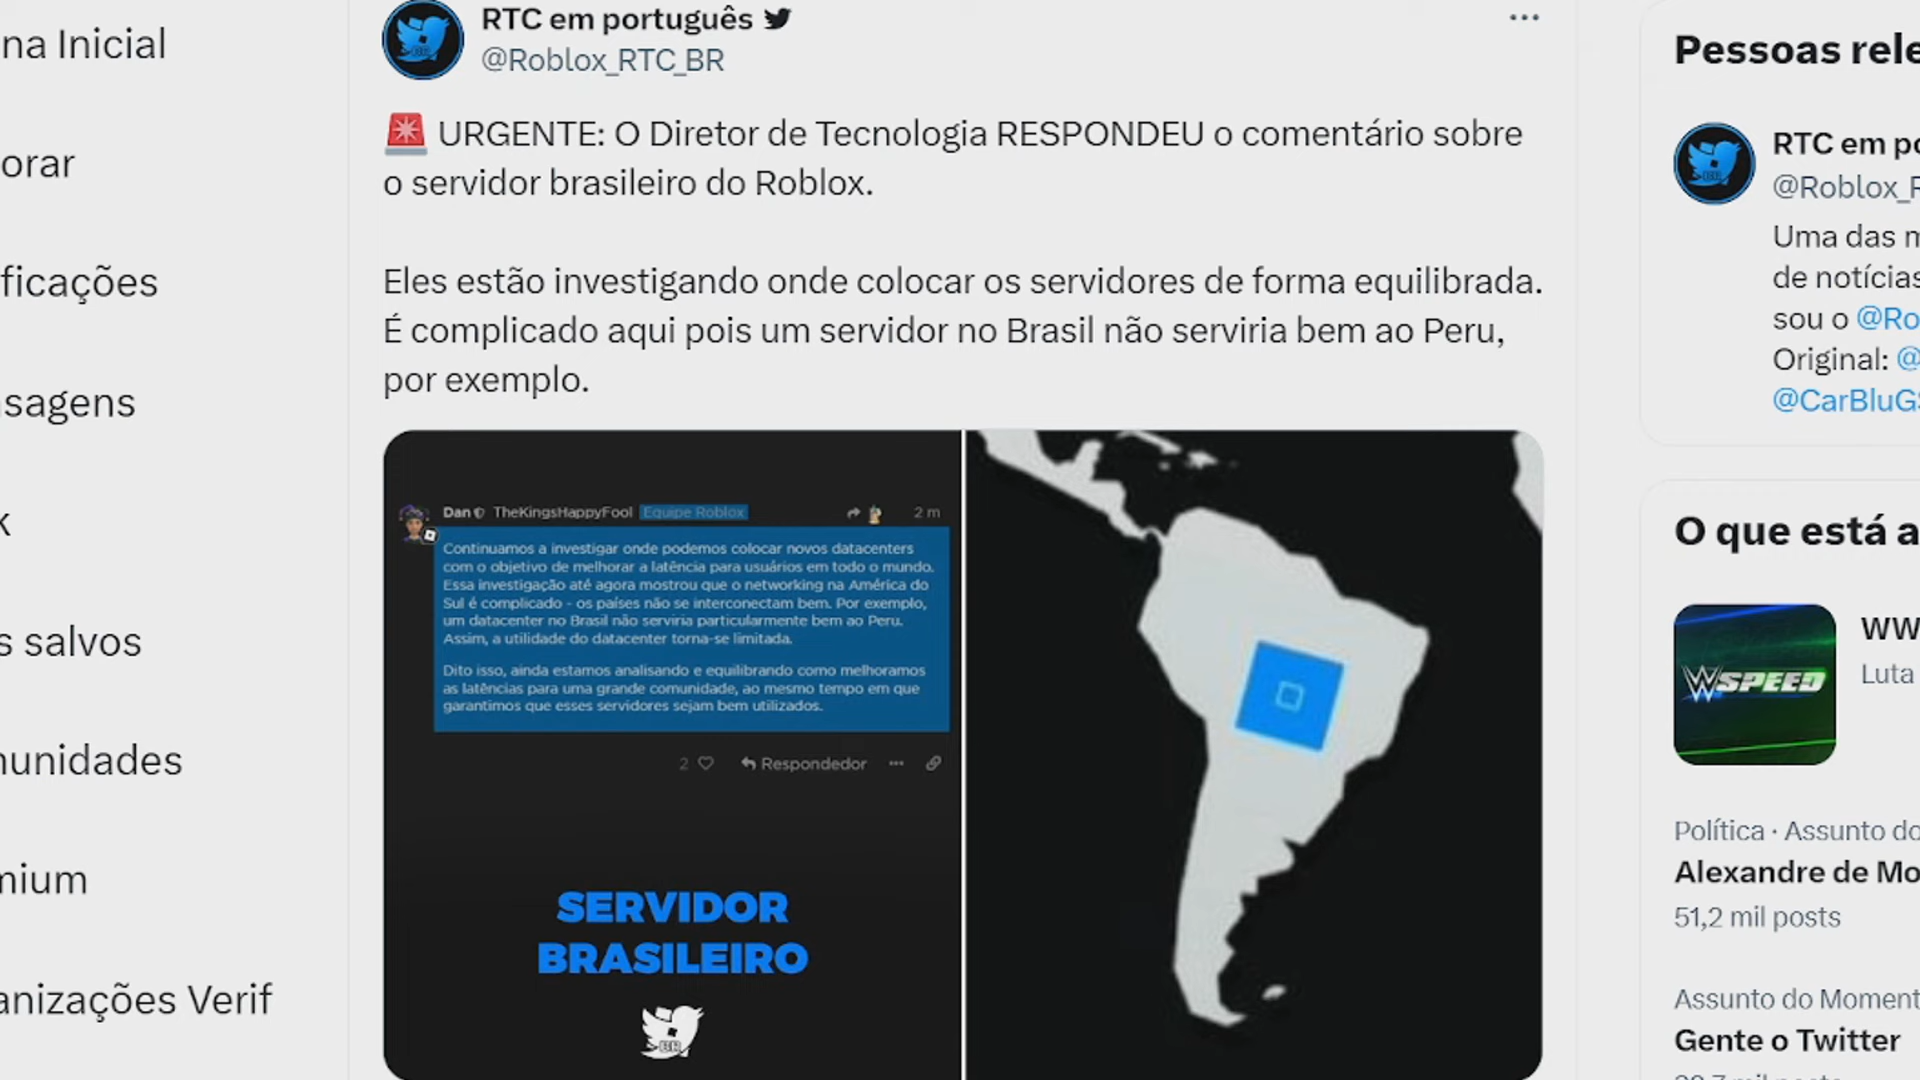 na Inicial
orar
ficações
sagens
k
s salvos
nunidades
mium
anizações Verif
RTC em português
@Roblox_RTC_BR
URGENTE: O Diretor de Tecnologia RESPONDEU o comentário sobre
o servidor brasileiro do Roblox.
Eles estão investigando onde colocar os servidores de forma equilibrada.
É complicado aqui pois um servidor no Brasil não serviria bem ao Peru,
por exemplo.
Dan TheKingsHappyFool Equipe Roblox 2 m
Continuamos a investigar onde podemos colocar novos datacenters
com o objetivo de melhorar a latência para usuários em todo o mundo.
Essa investigação até agora mostrou que o networking na América do
Sul é complicado - os países não se interconectam bem. Por exemplo,
um datacenter no Brasil não serviria particularmente bem ao Peru.
Assim, a utilidade do datacenter torna-se limitada.
Dito isso, ainda estamos analisando e equilibrando como melhoramos
as latências para uma grande comunidade, ao mesmo tempo em que
garantimos que esses servidores sejam bem utilizados.
2 Respondedor
SERVIDOR
BRASILEIRO
BR
Pessoas rele
RTC em po
@Roblox_R
Uma das m
de notícias
sou o @Ro
Original: @
@CarBluGS
O que está a
WW
Luta
W SPEED
Política · Assunto do
Alexandre de Mo
51,2 mil posts
Assunto do Moment
Gente o Twitter